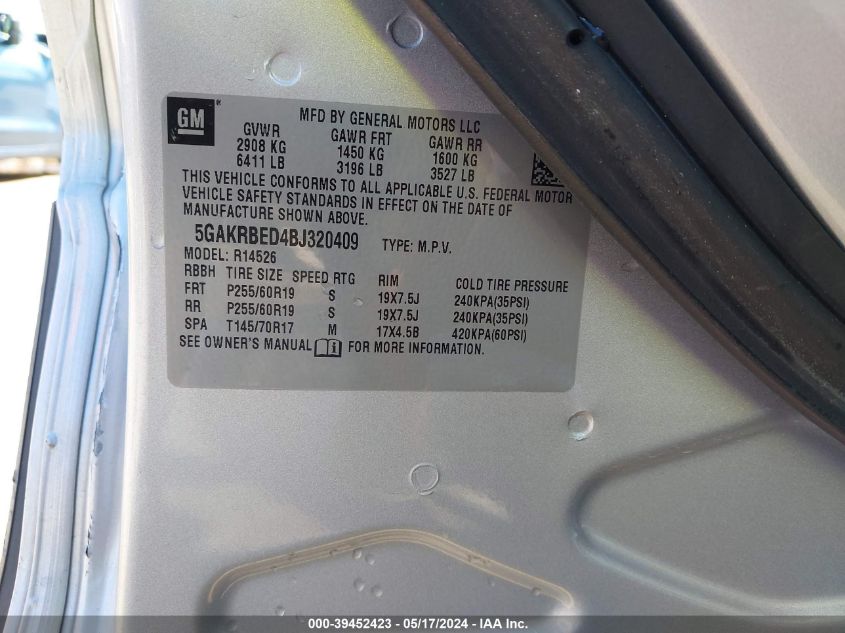 GM ®
MFD BY GENERAL MOTORS LLC
GVWR GAWR FRT GAWR RR
2908 KG 1450 KG 1600 KG
6411 LB 3196 LB 3527 LB
THIS VEHICLE CONFORMS TO ALL APPLICABLE U.S. FEDERAL MOTOR
VEHICLE SAFETY STANDARDS IN EFFECT ON THE DATE OF
MANUFACTURE SHOWN ABOVE.
5GAKRBED4BJ320409 TYPE: M.P.V.
MODEL: R14526
RBBH TIRE SIZE SPEED RTG RIM COLD TIRE PRESSURE
FRT P255/60R19 S 19X7.5J 240KPA(35PSI)
RR P255/60R19 S 19X7.5J 240KPA(35PSI)
SPA T145/70R17 M 17X4.5B 420KPA(60PSI)
SEE OWNER'S MANUAL i FOR MORE INFORMATION.
000-39452423 - 05/17/2024 - IAA Inc.